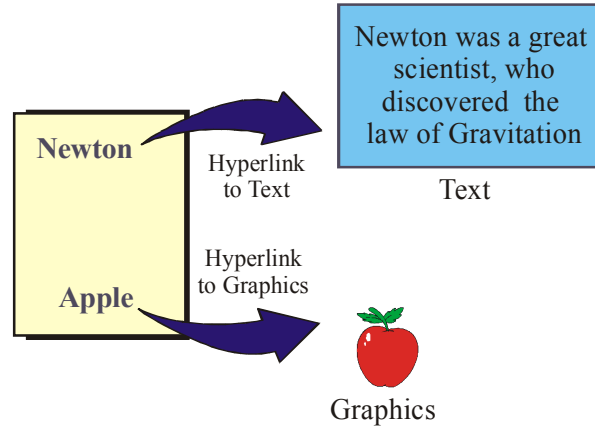 Newton was a great
scientist, who
discovered the
law of Gravitation
Newton
Hyperlink
to Text
Text
Hyperlink
to Graphics
Apple
Graphics